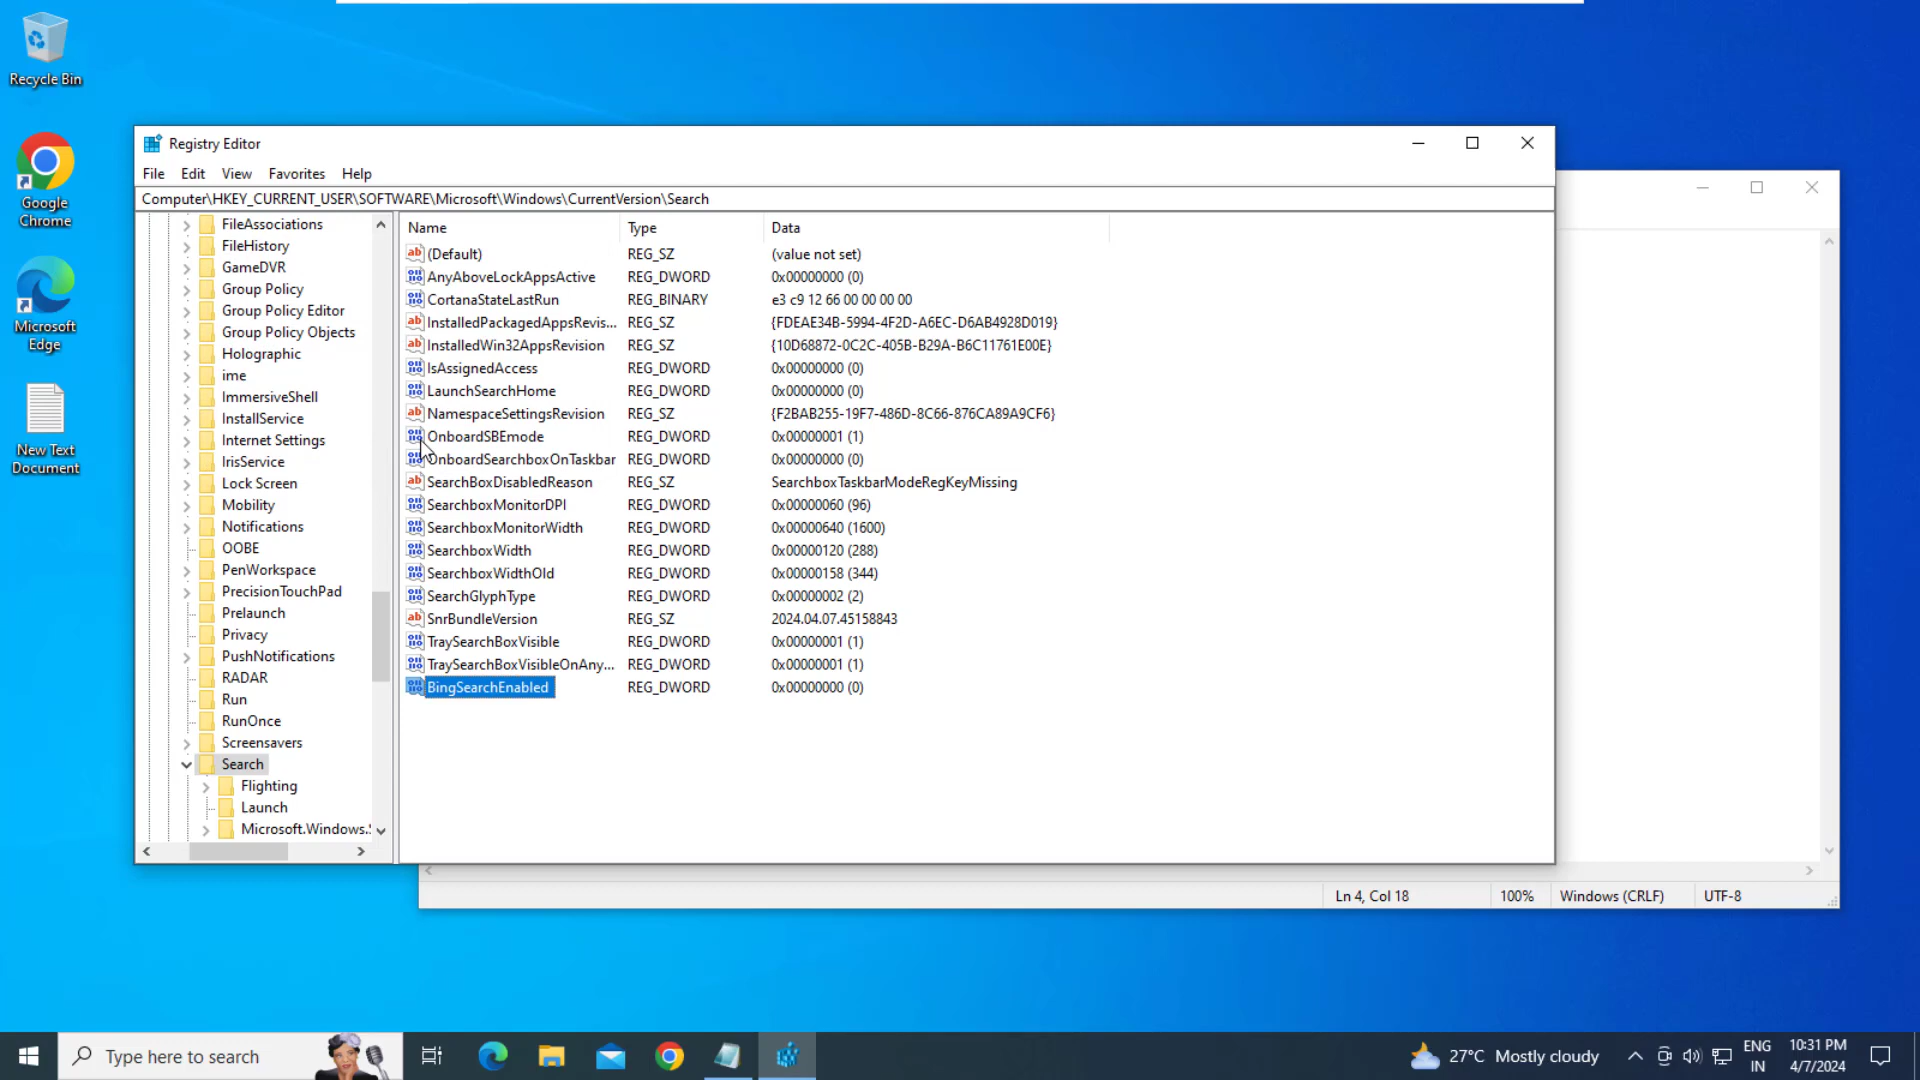 Recycle Bin
Google
Chrome
Microsoft
Edge
New Text
Document
Registry Editor
File Edit View Favorites Help
Computer\HKEY_CURRENT_USER\SOFTWARE\Microsoft\Windows\CurrentVersion\Search
FileAssociations
FileHistory
GameDVR
Group Policy
Group Policy Editor
Group Policy Objects
Holographic
ime
ImmersiveShell
InstallService
Internet Settings
IrisService
Lock Screen
Mobility
Notifications
OOBE
PenWorkspace
PrecisionTouchPad
Prelaunch
Privacy
PushNotifications
RADAR
Run
RunOnce
Screensavers
Search
Flighting
Launch
Microsoft.Windows.
Name Type Data
(Default) REG_SZ (value not set)
AnyAboveLockAppsActive REG_DWORD 0x00000000 (0)
CortanaStateLastRun REG_BINARY e3 c9 12 66 00 00 00 00
InstalledPackagedAppsRevis... REG_SZ {FDEAE34B-5994-4F2D-A6EC-D6AB4928D019}
InstalledWin32AppsRevision REG_SZ {10D68872-0C2C-405B-B29A-B6C11761E00E}
IsAssignedAccess REG_DWORD 0x00000000 (0)
LaunchSearchHome REG_DWORD 0x00000000 (0)
NamespaceSettingsRevision REG_SZ {F2BAB255-19F7-486D-8C66-876CA89A9CF6}
OnboardSBEmode REG_DWORD 0x00000001 (1)
OnboardSearchboxOnTaskbar REG_DWORD 0x00000000 (0)
SearchBoxDisabledReason REG_SZ SearchboxTaskbarModeRegKeyMissing
SearchboxMonitorDPI REG_DWORD 0x00000060 (96)
SearchboxMonitorWidth REG_DWORD 0x00000640 (1600)
SearchboxWidth REG_DWORD 0x00000120 (288)
SearchboxWidthOld REG_DWORD 0x00000158 (344)
SearchGlyphType REG_DWORD 0x00000002 (2)
SnrBundleVersion REG_SZ 2024.04.07.45158843
TraySearchBoxVisible REG_DWORD 0x00000001 (1)
TraySearchBoxVisibleOnAny... REG_DWORD 0x00000001 (1)
BingSearchEnabled REG_DWORD 0x00000000 (0)
Ln 4, Col 18 100% Windows (CRLF) UTF-8
Type here to search
27°C Mostly cloudy
ENG
IN
10:31 PM
4/7/2024